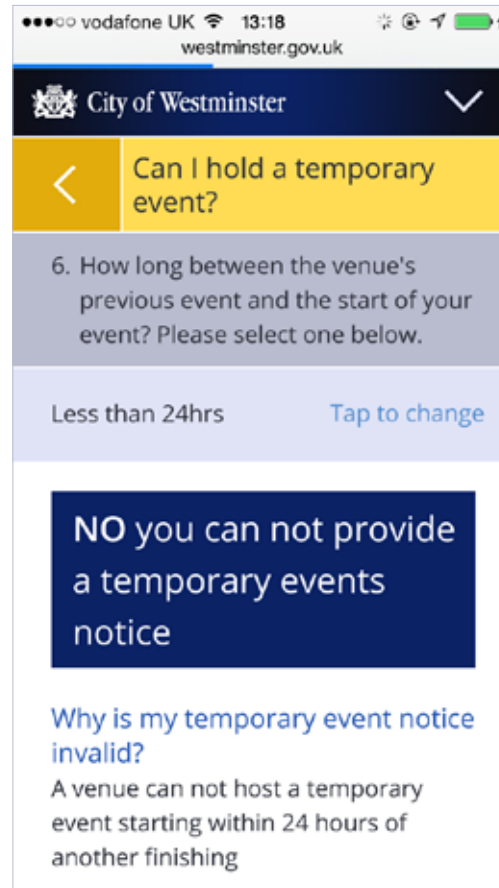 vodafone UK 13:18
westminster.gov.uk
City of Westminster
Can I hold a temporary
event?
6. How long between the venue's
previous event and the start of your
event? Please select one below.
Less than 24hrs Tap to change
NO you can not provide
a temporary events
notice
Why is my temporary event notice
invalid?
A venue can not host a temporary
event starting within 24 hours of
another finishing